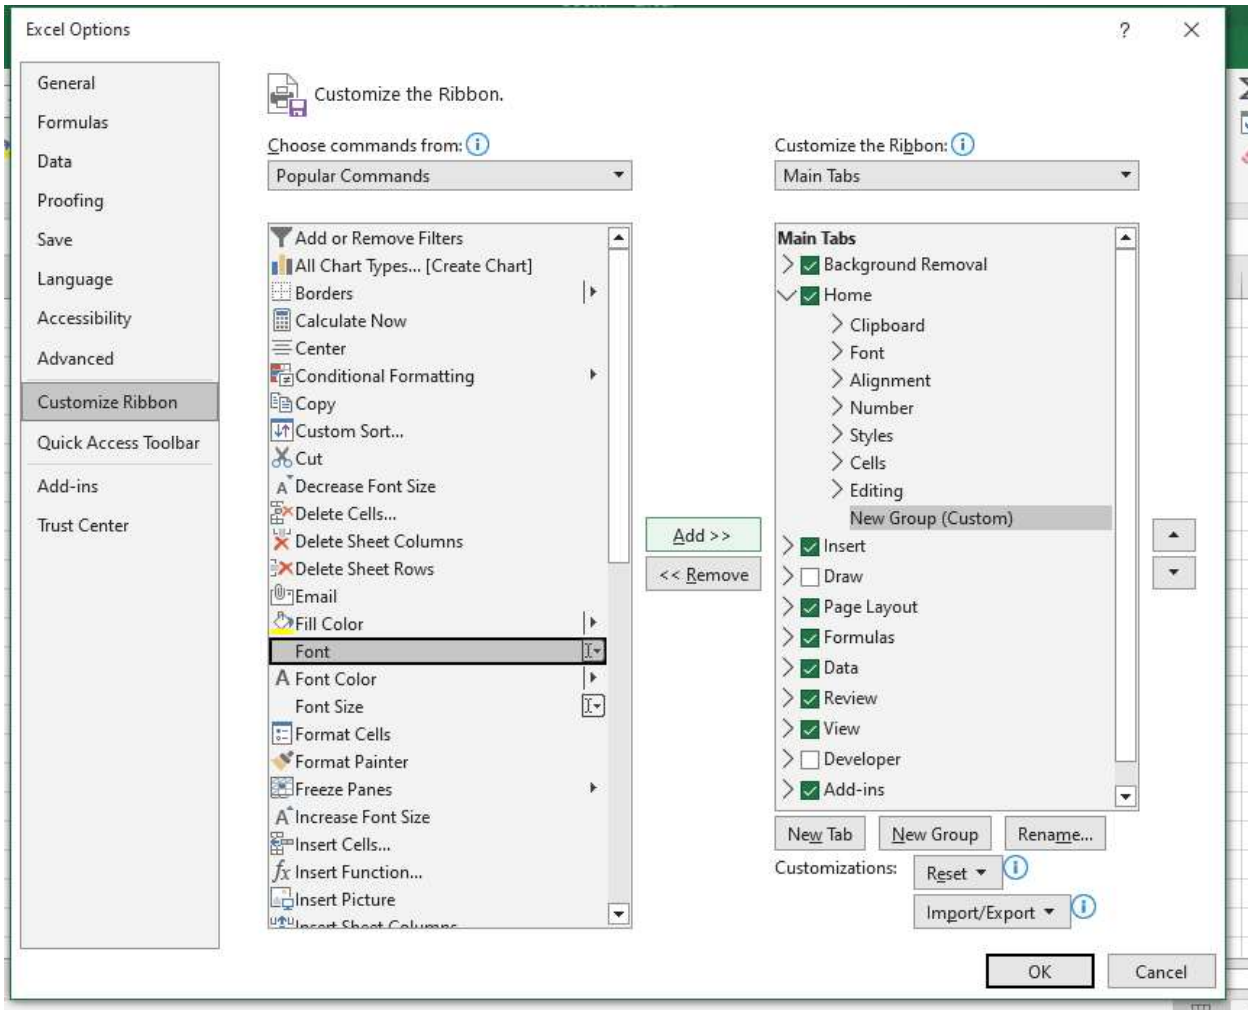 Excel Options
?
General
Formulas
Data
Proofing
Save
Language
Accessibility
Advanced
Customize Ribbon
Quick Access Toolbar
Add-ins
Trust Center
Customize the Ribbon.
Choose commands from:
Popular Commands
Add or Remove Filters
All Chart Types... [Create Chart]
Borders
Calculate Now
Center
Conditional Formatting
Copy
Custom Sort...
Cut
Decrease Font Size
Delete Cells...
Delete Sheet Columns
Delete Sheet Rows
Email
Fill Color
Font
Font Color
Font Size
Format Cells
Format Painter
Freeze Panes
Increase Font Size
Insert Cells...
Insert Function...
Insert Picture
Insert Sheet Columns
Add >>
<< Remove
Customize the Ribbon:
Main Tabs
Main Tabs
Background Removal
Home
Clipboard
Font
Alignment
Number
Styles
Cells
Editing
New Group (Custom)
Insert
Draw
Page Layout
Formulas
Data
Review
View
Developer
Add-ins
New Tab
New Group
Rename...
Customizations:
Reset
Import/Export
OK
Cancel